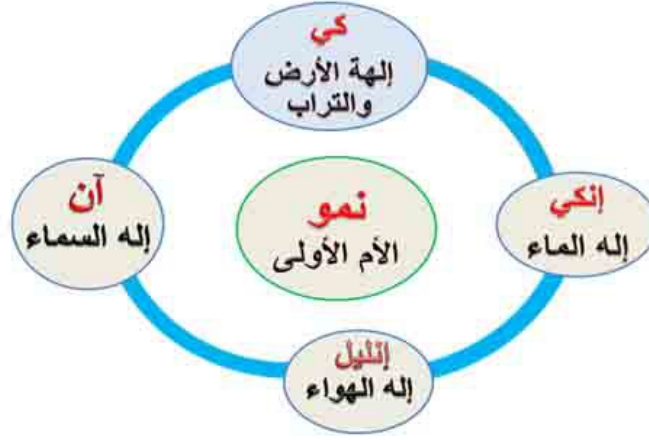 كي
إلهة الأرض
والتراب
إنكي
إله الماء
نمو
الأم الأولى
آن
إله السماء
إنليل
إله الهواء